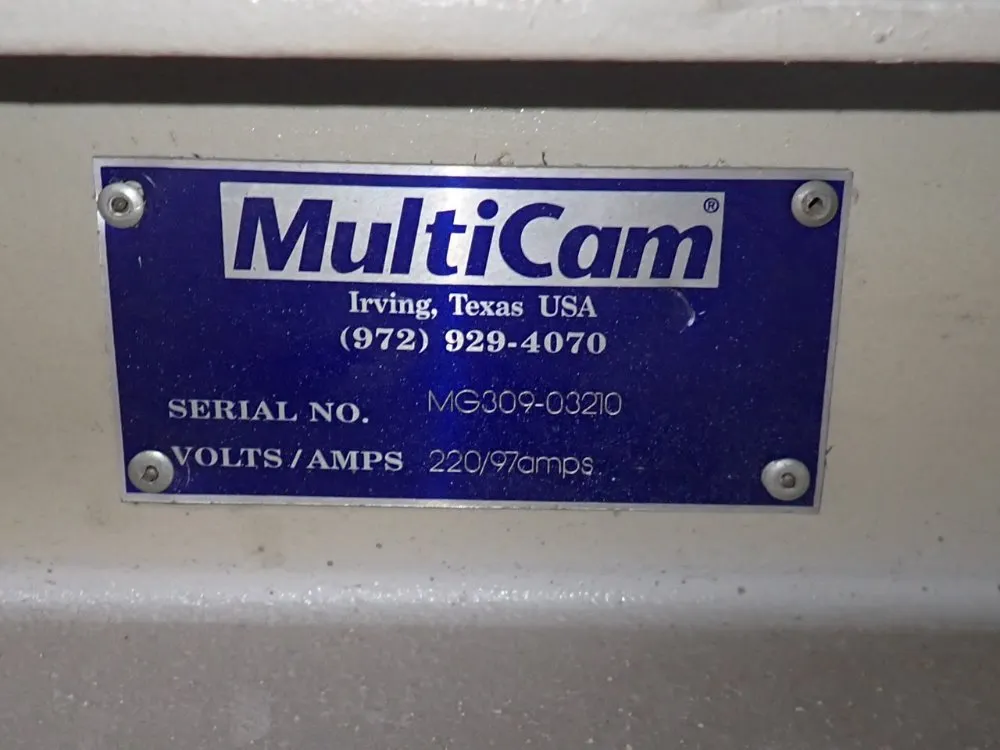 MultiCam®
Irving, Texas USA
(972) 929-4070
SERIAL NO. MG309-03210
VOLTS/AMPS 220/97amps